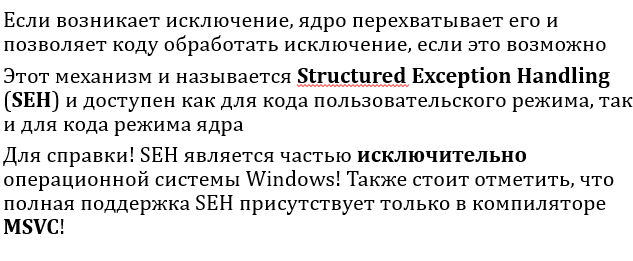 Если возникает исключение, ядро перехватывает его и
позволяет коду обработать исключение, если это возможно
Этот механизм и называется Structured Exception Handling
(SEH) и доступен как для кода пользовательского режима, так
и для кода режима ядра
Для справки! SEH является частью исключительно
операционной системы Windows! Также стоит отметить, что
полная поддержка SEH присутствует только в компиляторе
MSVC!